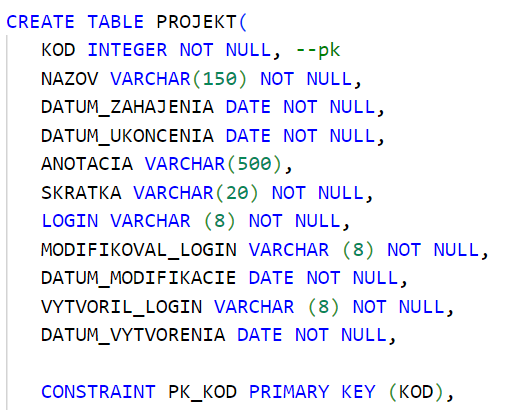 CREATE TABLE PROJEKT(
KOD INTEGER NOT NULL, --pk
NAZOV VARCHAR(150) NOT NULL,
DATUM_ZAHAJENIA DATE NOT NULL,
DATUM_UKONCENIA DATE NOT NULL,
ANOTACIA VARCHAR(500),
SKRATKA VARCHAR(20) NOT NULL,
LOGIN VARCHAR (8) NOT NULL,
MODIFIKOVAL_LOGIN VARCHAR (8) NOT NULL,
DATUM_MODIFIKACIE DATE NOT NULL,
VYTVORIL_LOGIN VARCHAR (8) NOT NULL,
DATUM_VYTVORENIA DATE NOT NULL,
CONSTRAINT PK_KOD PRIMARY KEY (KOD),